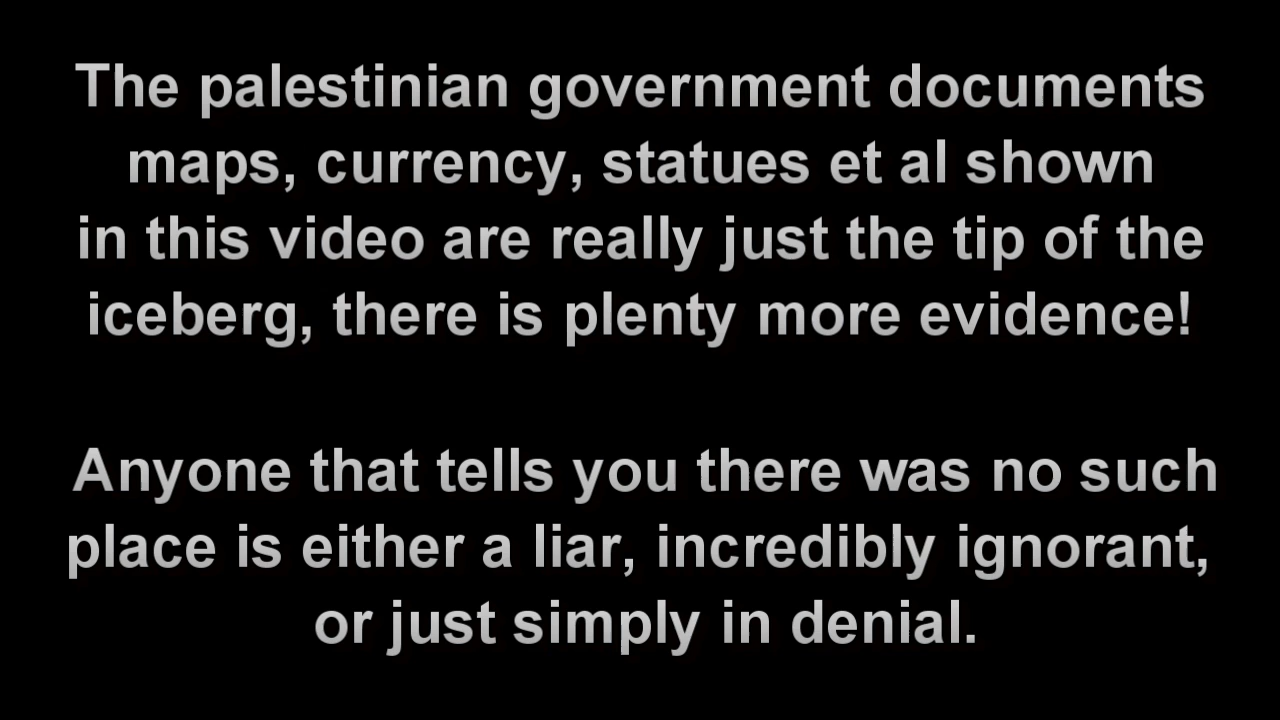 The palestinian government documents
maps, currency, statues et al shown
in this video are really just the tip of the
iceberg, there is plenty more evidence!
Anyone that tells you there was no such
place is either a liar, incredibly ignorant,
or just simply in denial.